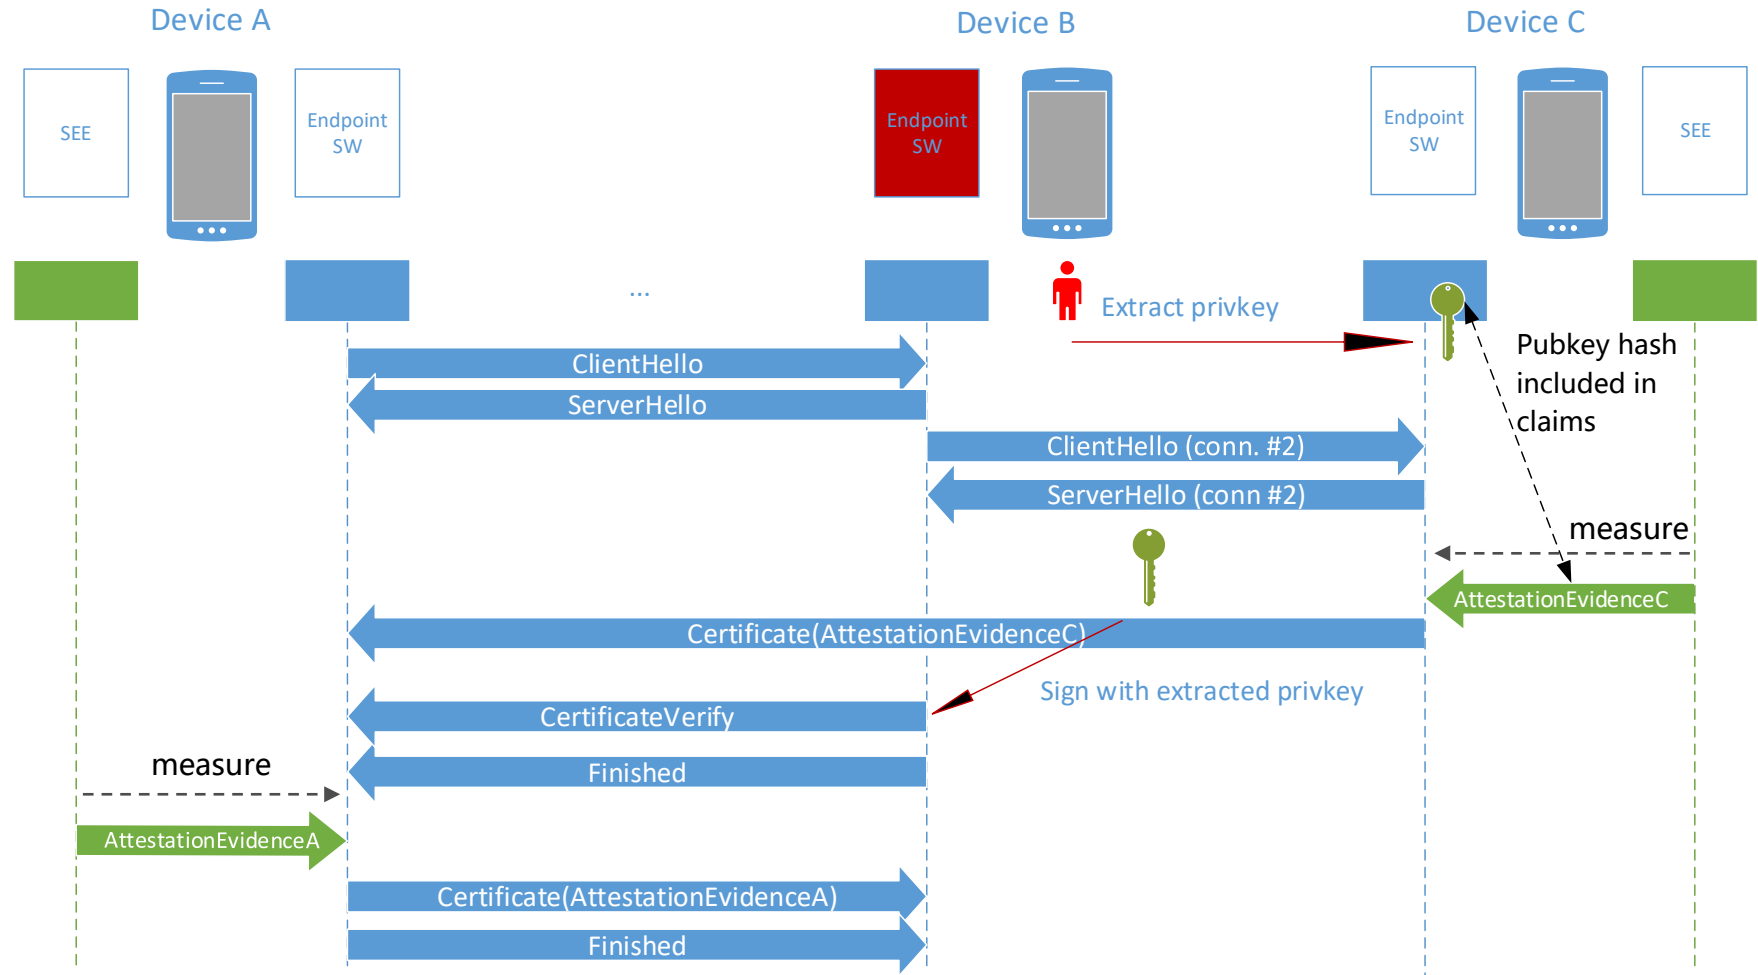 Device A
Device B
Device C
SEE
Endpoint
SW
Endpoint
SW
Endpoint
SW
SEE
...
Extract privkey
Pubkey hash
included in
claims
ClientHello
ServerHello
ClientHello (conn. #2)
ServerHello (conn #2)
measure
AttestationEvidenceC
Certificate(AttestationEvidenceC)
Sign with extracted privkey
CertificateVerify
Finished
measure
AttestationEvidenceA
Certificate(AttestationEvidenceA)
Finished